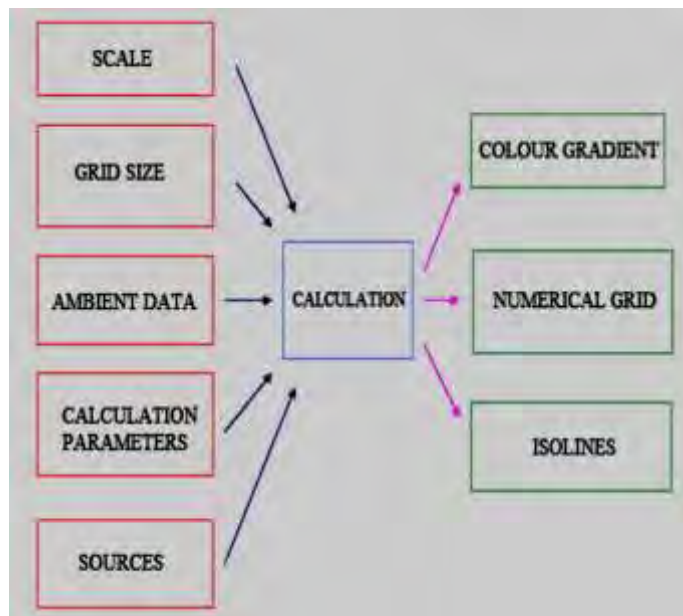 SCALE
GRID SIZE
AMBIENT DATA
CALCULATION
PARAMETERS
SOURCES
CALCULATION
COLOUR GRADIENT
NUMERICAL GRID
ISOLINES